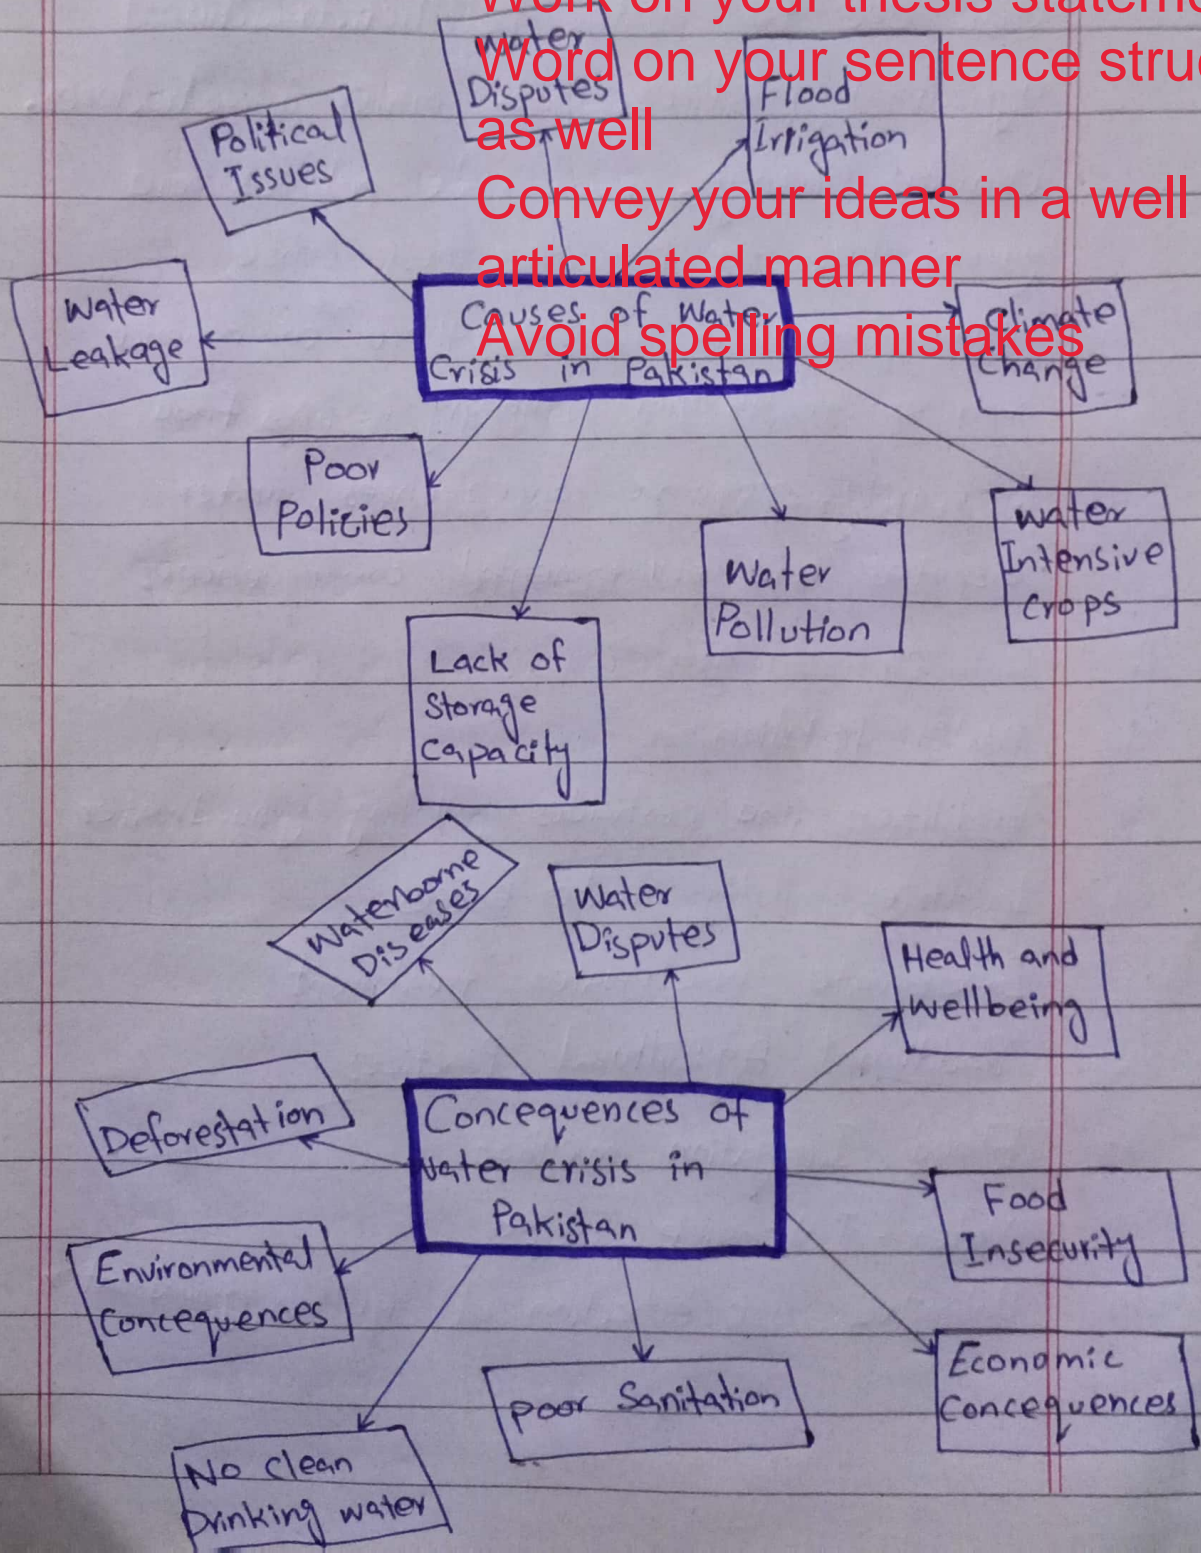 Work on your thesis statem
Word on your sentence stru
as well
Convey your ideas in a well
articulated manner
Avoid spelling mistakes
Water
Disputes
Flood
Irrigation
Political
Issues
Water
Leakage
Causes of Water
Crisis in Pakistan
Climate
Change
Poor
Policies
Water
Pollution
Water
Intensive
Crops
Lack of
Storage
Capacity
Waterborne
Diseases
Water
Disputes
Health and
Wellbeing
Deforestation
Concequences of
Water crisis in
Pakistan
Food
Insecurity
Environmental
Concequences
Poor Sanitation
Economic
Concequences
No clean
Drinking water